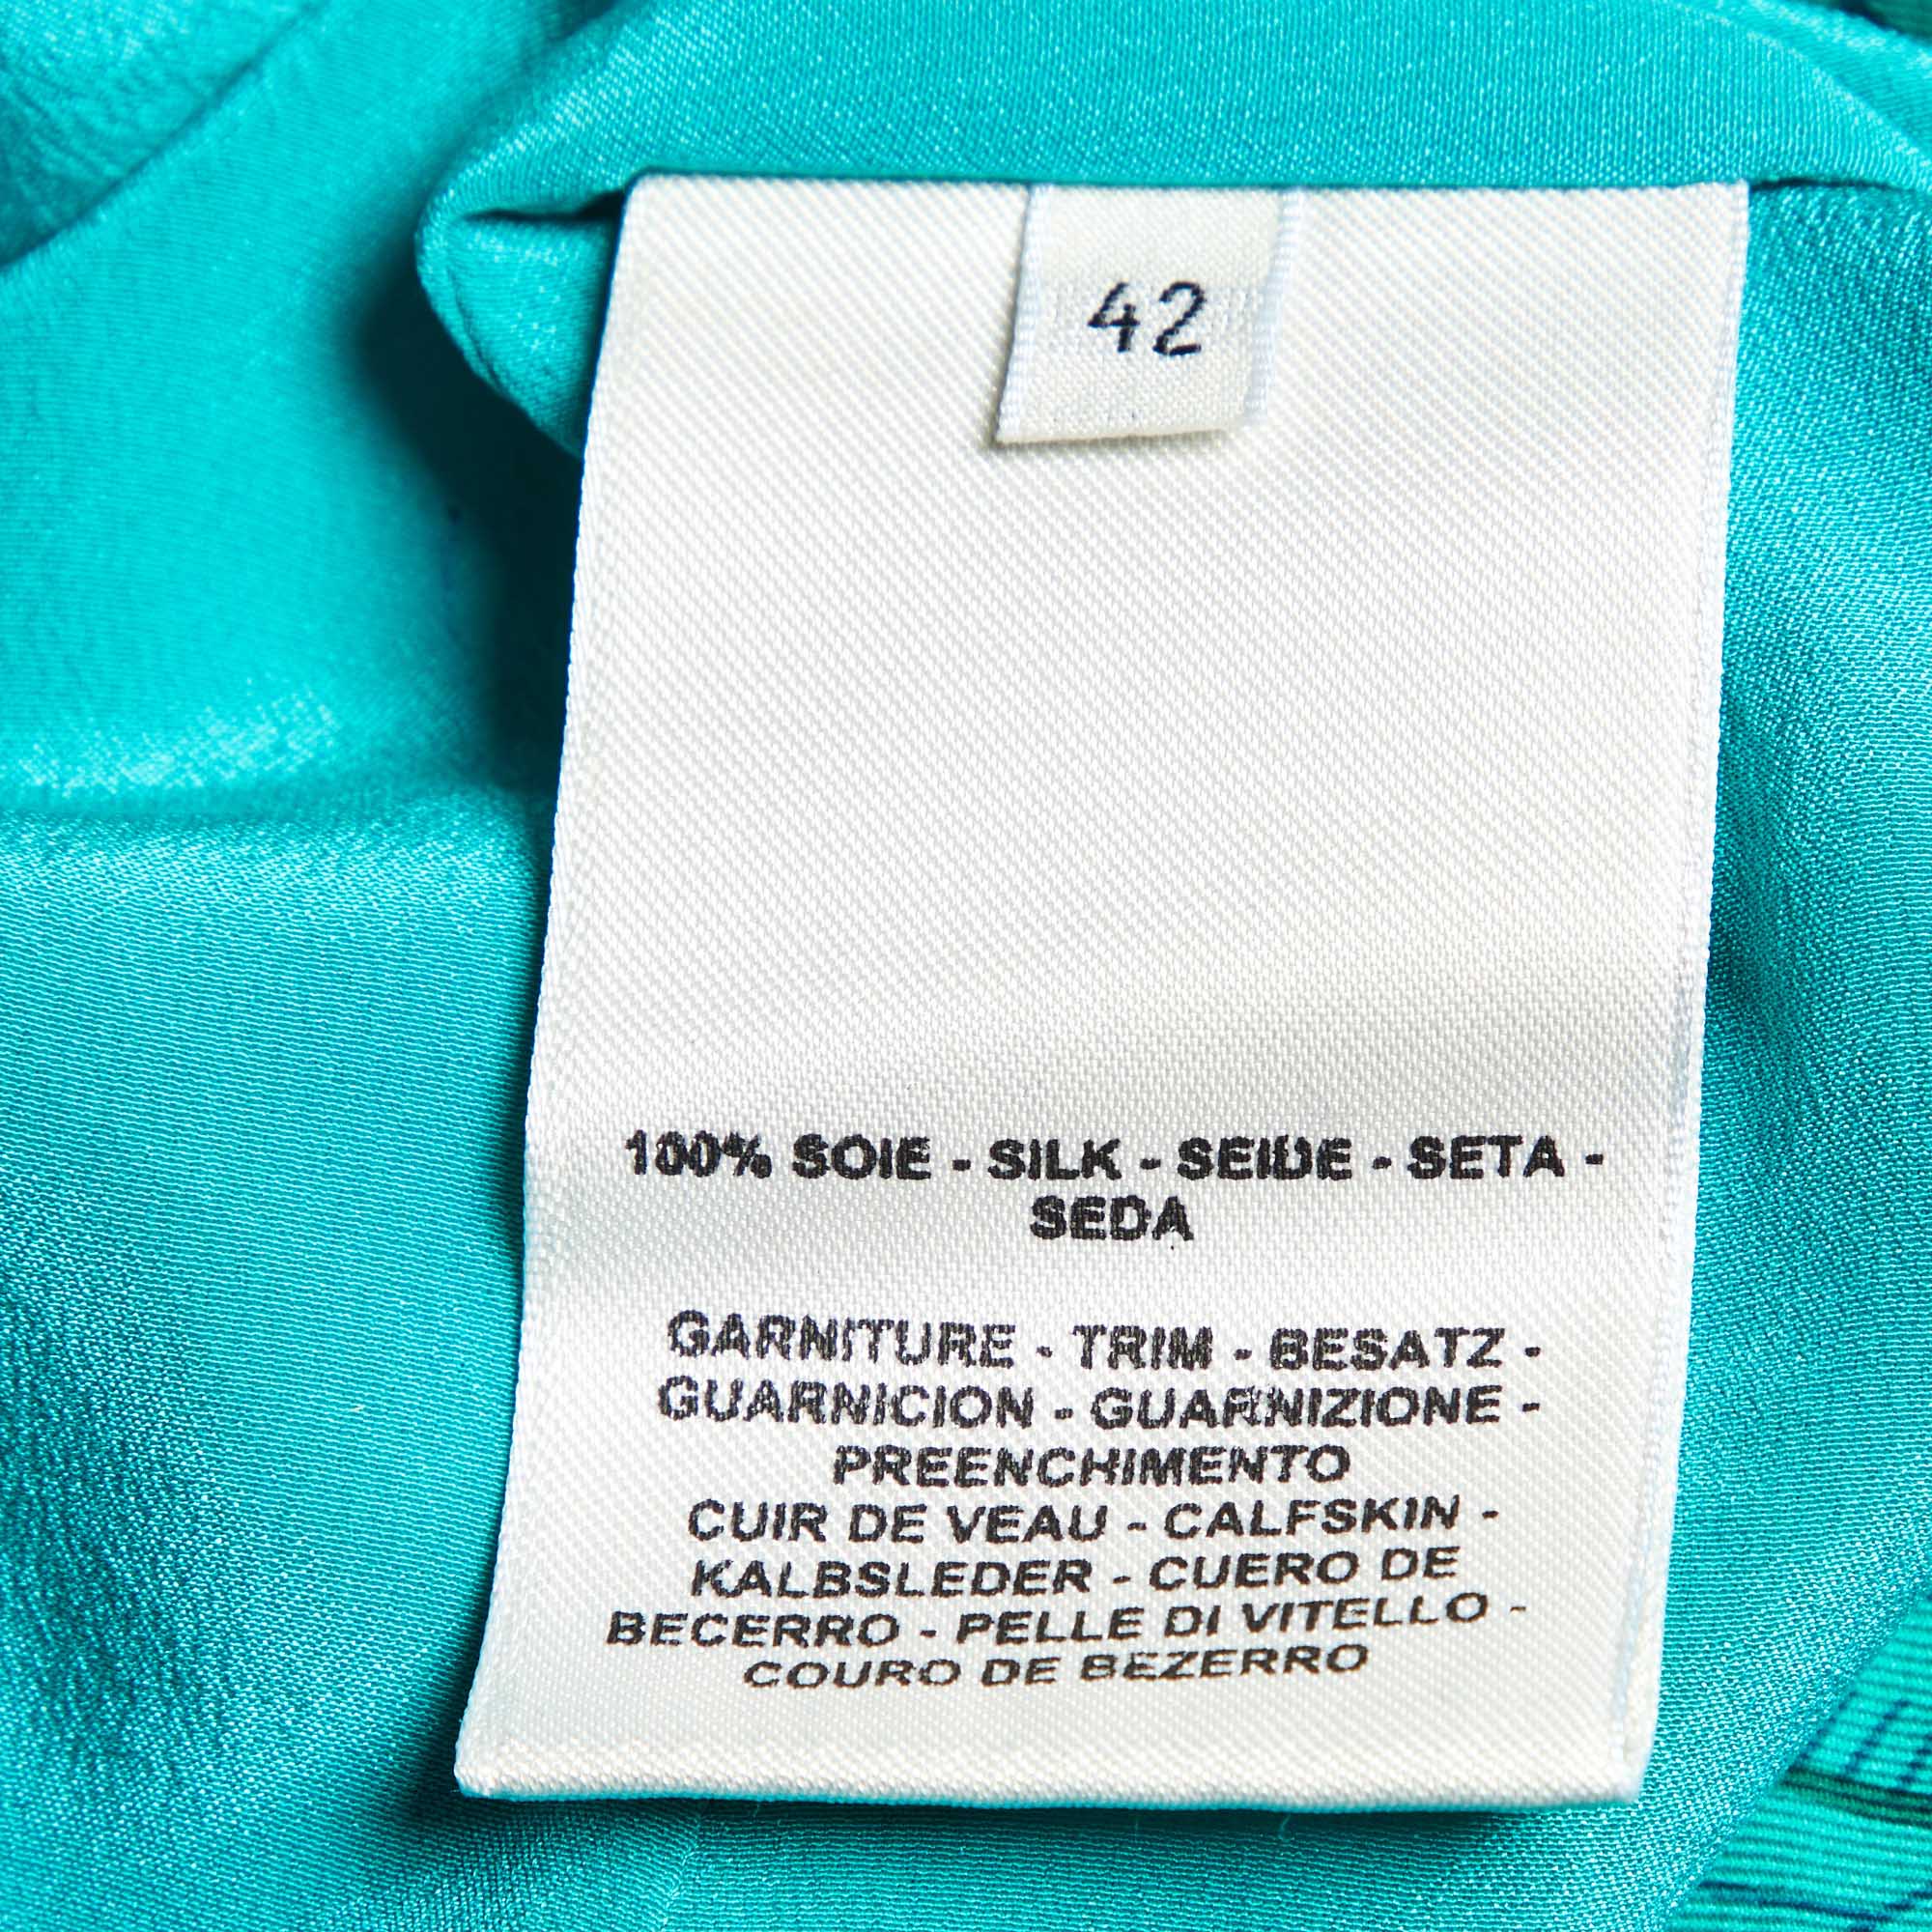 42
100% SOIE - SILK - SEIDE - SETA -
SEDA
GARNITURE - TRIM - BESATZ -
GUARNICION - GUARNIZIONE -
PREENCHIMENTO
CUIR DE VEAU - CALFSKIN -
KALBSLEDER - CUERO DE
BECERRO - PELLE DI VITELLO -
COURO DE BEZERRO